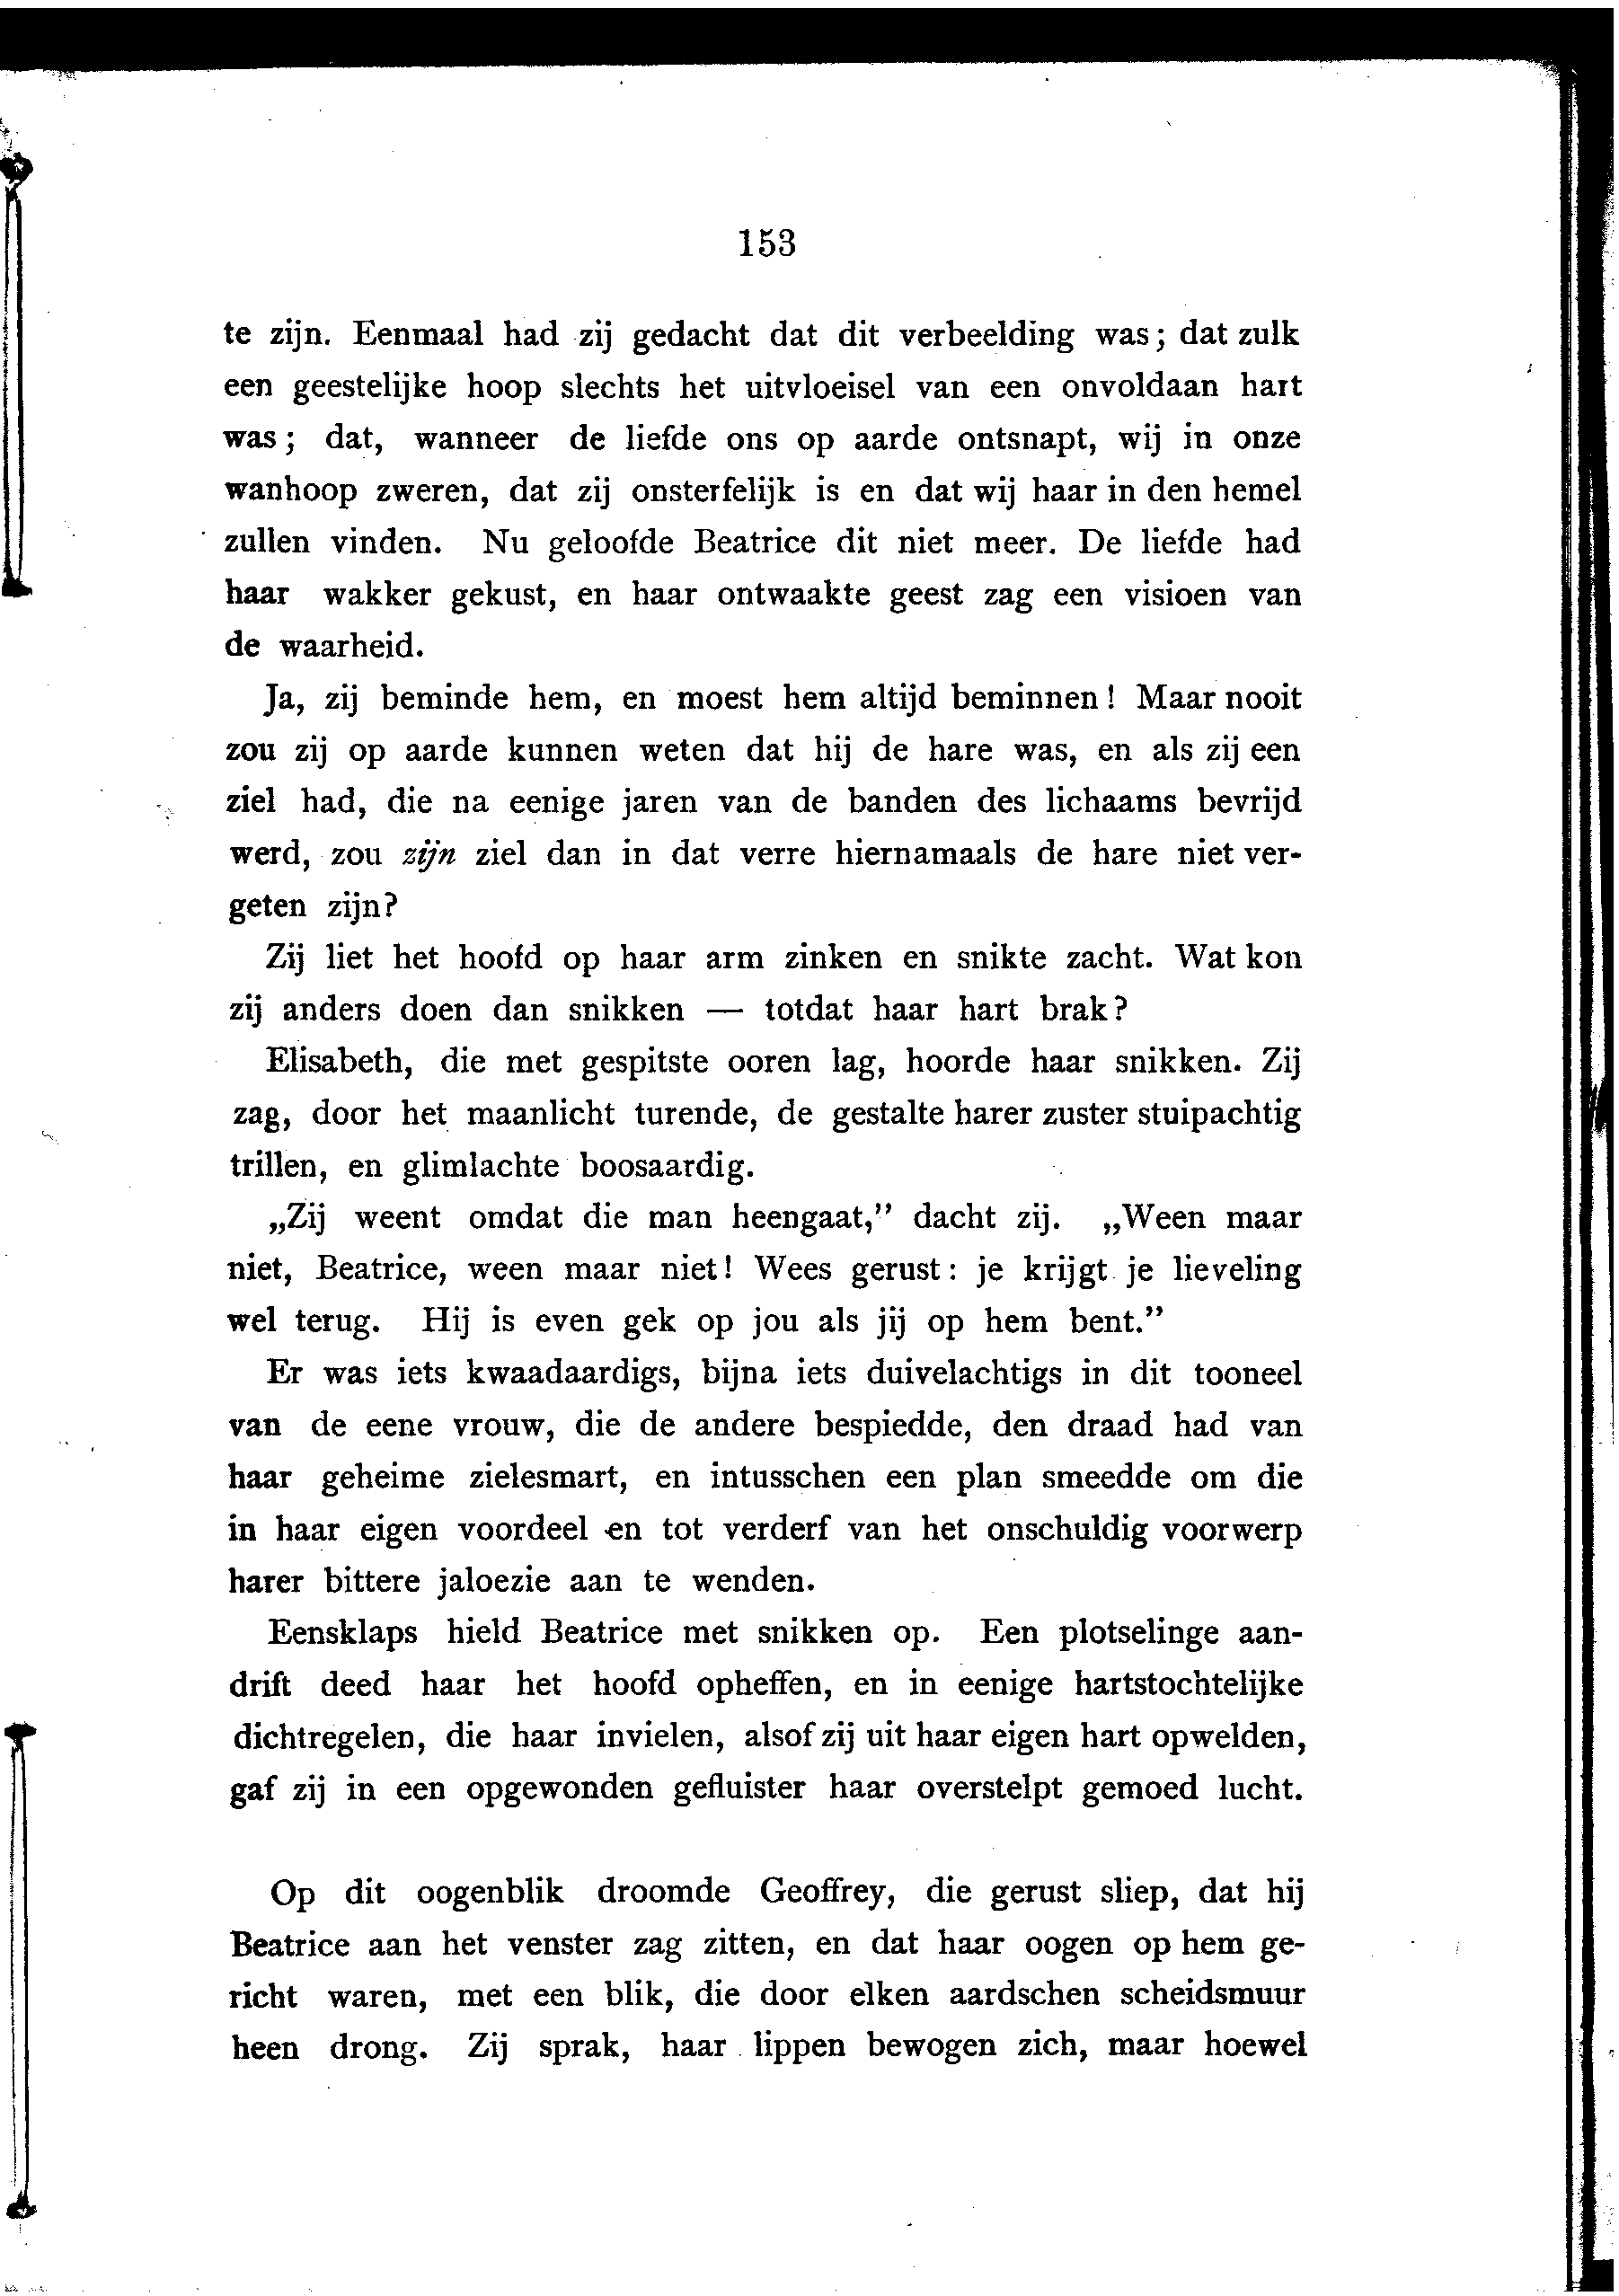 153
te zijn. Eenmaal had zij gedacht dat dit verbeelding was; dat zulk
een geestelijke hoop slechts het uitvloeisel van een onvoldaan hart
was; dat, wanneer de liefde ons op aarde ontsnapt, wij in onze
wanhoop zweren, dat zij onsterfelijk is en dat wij haar in den hemel
zullen vinden. Nu geloofde Beatrice dit niet meer. De liefde had
haar wakker gekust, en haar ontwaakte geest zag een visioen van
de waarheid.
Ja, zij beminde hem, en moest hem altijd beminnen! Maar nooit
zou zij op aarde kunnen weten dat hij de hare was, en als zij een
ziel had, die na eenige jaren van de banden des lichaams bevrijd
werd, zou zijn ziel dan in dat verre hiernamaals de hare niet ver-
geten zijn?
Zij liet het hoofd op haar arm zinken en snikte zacht. Wat kon
zij anders doen dan snikken — totdat haar hart brak?
Elisabeth, die met gespitste ooren lag, hoorde haar snikken. Zij
zag, door het maanlicht turende, de gestalte harer zuster stuipachtig
trillen, en glimlachte boosaardig.
„Zij weent omdat die man heengaat,” dacht zij. „Ween maar
niet, Beatrice, ween maar niet! Wees gerust: je krijgt je lieveling
wel terug. Hij is even gek op jou als jij op hem bent.”
Er was iets kwaadaardigs, bijna iets duivelachtigs in dit tooneel
van de eene vrouw, die de andere bespiedde, den draad had van
haar geheime zielesmart, en intusschen een plan smeedde om die
in haar eigen voordeel en tot verderf van het onschuldig voorwerp
harer bittere jaloezie aan te wenden.
Eensklaps hield Beatrice met snikken op. Een plotselinge aan-
drift deed haar het hoofd opheffen, en in eenige hartstochtelijke
dichtregelen, die haar invielen, alsof zij uit haar eigen hart opwelden,
gaf zij in een opgewonden gefluister haar overstelpt gemoed lucht.
Op dit oogenblik droomde Geoffrey, die gerust sliep, dat hij
Beatrice aan het venster zag zitten, en dat haar oogen op hem ge-
richt waren, met een blik, die door elken aardschen scheidsmuur
heen drong. Zij sprak, haar lippen bewogen zich, maar hoewel